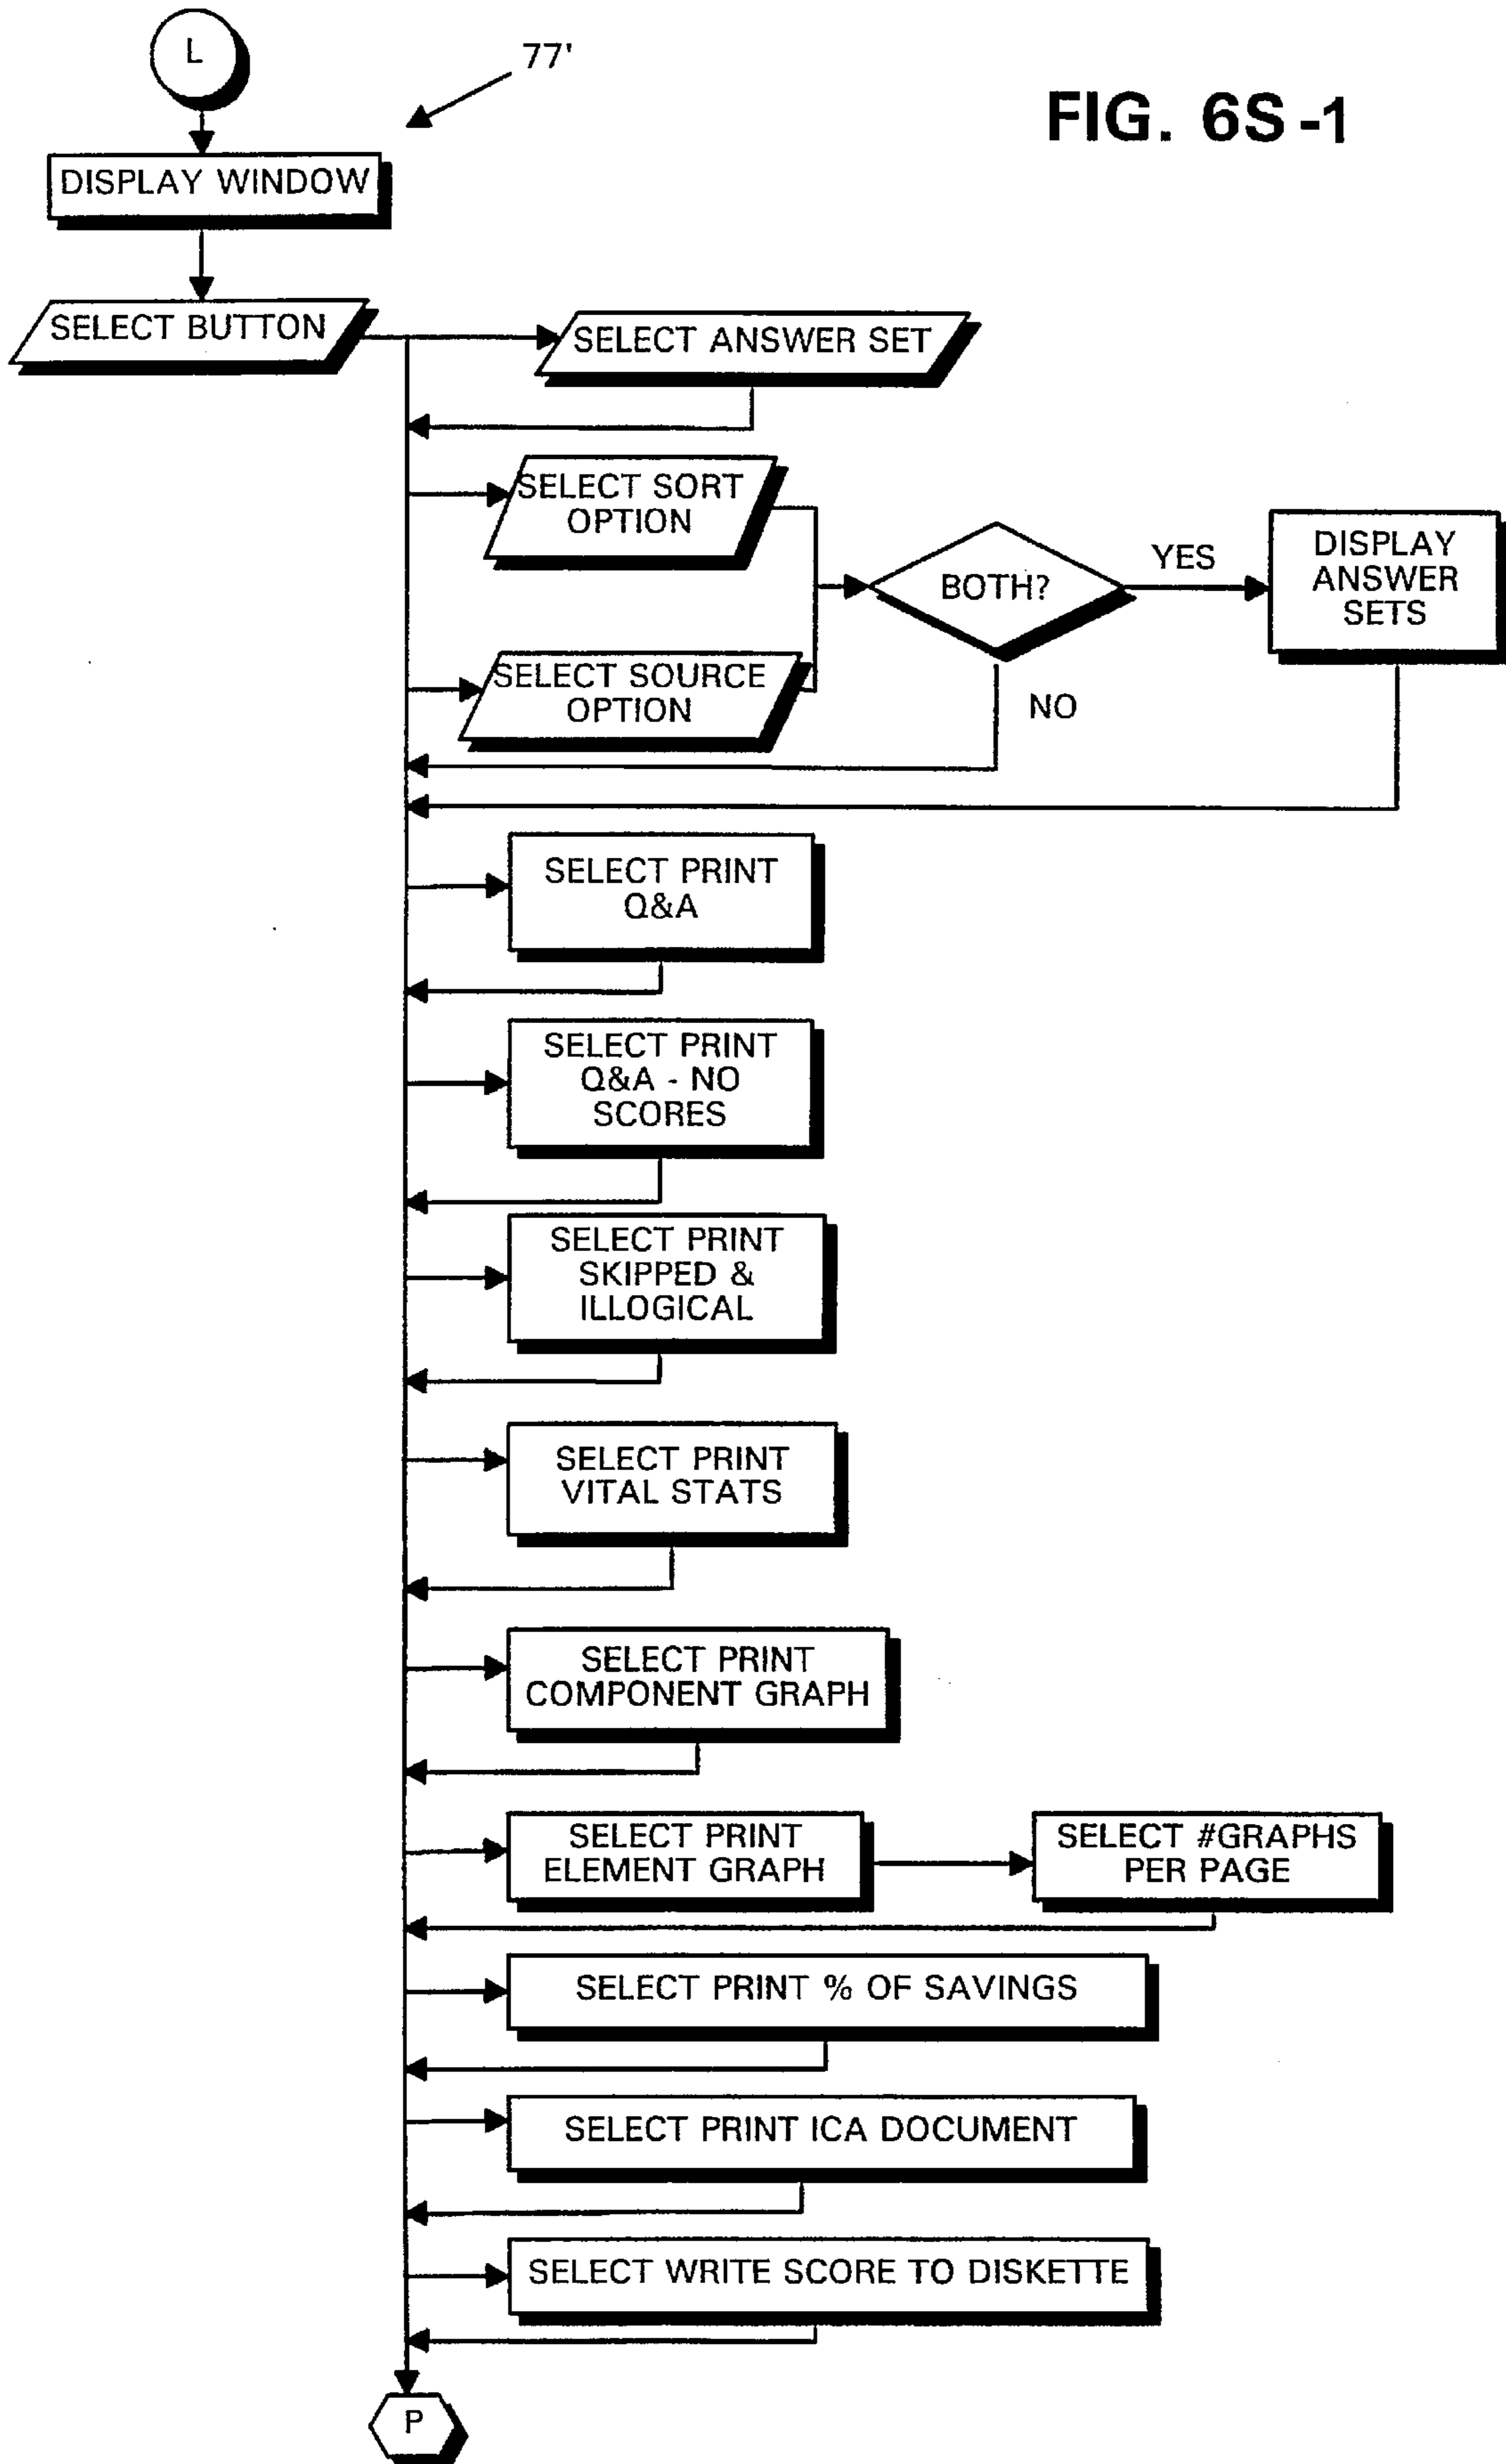 L
77'
FIG. 6S-1
DISPLAY WINDOW
SELECT BUTTON
SELECT ANSWER SET
SELECT SORT
OPTION
BOTH?
YES
DISPLAY
ANSWER
SETS
SELECT SOURCE
OPTION
NO
SELECT PRINT
Q&A
SELECT PRINT
Q&A - NO
SCORES
SELECT PRINT
SKIPPED &
ILLOGICAL
SELECT PRINT
VITAL STATS
SELECT PRINT
COMPONENT GRAPH
SELECT PRINT
ELEMENT GRAPH
SELECT #GRAPHS
PER PAGE
SELECT PRINT % OF SAVINGS
SELECT PRINT ICA DOCUMENT
SELECT WRITE SCORE TO DISKETTE
P